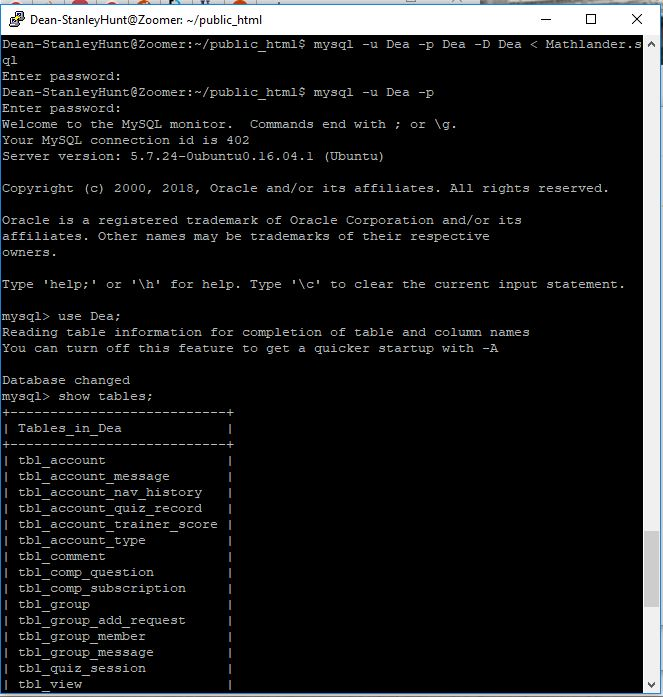 Dean-StanleyHunt@Zoomer: ~/public_html
Dean-StanleyHunt@Zoomer:~/public_html$ mysql -u Dea -p Dea -D Dea < Mathlander.s
ql
Enter password:
Dean-StanleyHunt@Zoomer:~/public_html$ mysql -u Dea -p
Enter password:
Welcome to the MySQL monitor.  Commands end with ; or \g.
Your MySQL connection id is 402
Server version: 5.7.24-0ubuntu0.16.04.1 (Ubuntu)
Copyright (c) 2000, 2018, Oracle and/or its affiliates. All rights reserved.
Oracle is a registered trademark of Oracle Corporation and/or its
affiliates. Other names may be trademarks of their respective
owners.
Type 'help;' or '\h' for help. Type '\c' to clear the current input statement.
mysql> use Dea;
Reading table information for completion of table and column names
You can turn off this feature to get a quicker startup with -A
Database changed
mysql> show tables;
+---------------------------+
| Tables_in_Dea             |
+---------------------------+
| tbl_account               |
| tbl_account_message       |
| tbl_account_nav_history   |
| tbl_account_quiz_record   |
| tbl_account_trainer_score |
| tbl_account_type          |
| tbl_comment               |
| tbl_comp_question         |
| tbl_comp_subscription     |
| tbl_group                 |
| tbl_group_add_request     |
| tbl_group_member          |
| tbl_group_message         |
| tbl_quiz_session          |
| tbl_view                  |